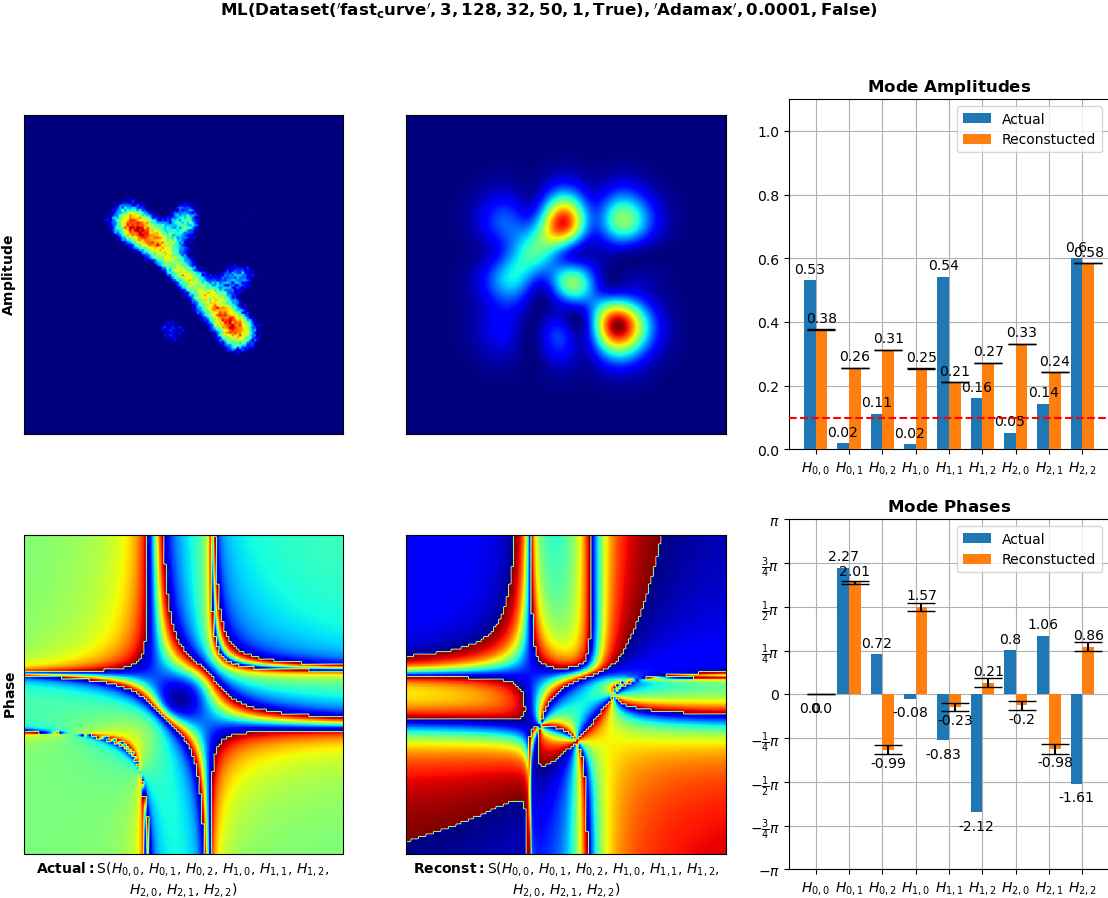 ML(Dataset('fast_curve', 3, 128, 32, 50, 1, True), 'Adamax', 0.0001, False)
Mode Amplitudes
Amplitude
Actual
Reconstucted
1.0
0.8
0.6
0.4
0.2
0.0
0.53 0.02 0.11 0.02 0.54 0.16 0.05 0.14 0.6
0.38 0.26 0.31 0.25 0.21 0.27 0.33 0.24 0.58
H0,0 H0,1 H0,2 H1,0 H1,1 H1,2 H2,0 H2,1 H2,2
Mode Phases
Phase
Actual
Reconstucted
π
3/4π
1/2π
1/4π
0
−1/4π
−1/2π
−3/4π
−π
0.0 2.27 0.72 -0.08 -0.83 -2.12 0.8 1.06 -1.61
0.0 2.01 -0.99 1.57 -0.23 0.21 -0.2 -0.98 0.86
H0,0 H0,1 H0,2 H1,0 H1,1 H1,2 H2,0 H2,1 H2,2
Actual: S(H0,0, H0,1, H0,2, H1,0, H1,1, H1,2,
H2,0, H2,1, H2,2)
Reconst: S(H0,0, H0,1, H0,2, H1,0, H1,1, H1,2,
H2,0, H2,1, H2,2)